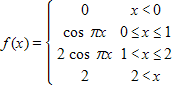 f(x) =
0 x < 0
cos πx 0 ≤ x ≤ 1
2 cos πx 1 < x ≤ 2
2 2 < x